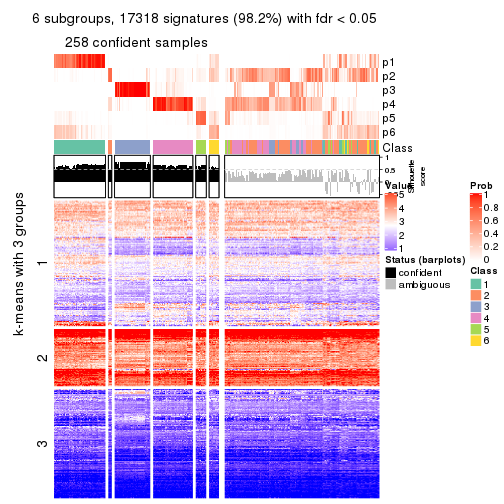 6 subgroups, 17318 signatures (98.2%) with fdr < 0.05
258 confident samples
p1
p2
p3
p4
p5
p6
Class
1
0.5
0
Silhouette
score
k-means with 3 groups
1
2
3
Value
5
4
3
2
1
Status (barplots)
confident
ambiguous
Prob
1
0.8
0.6
0.4
0.2
0
Class
1
2
3
4
5
6